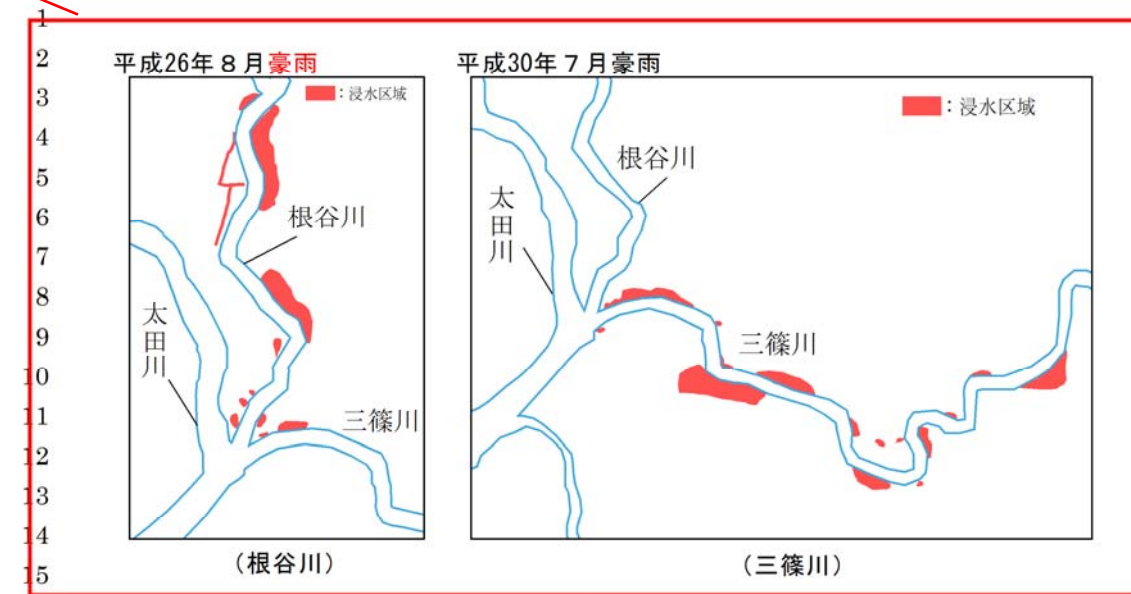 1
2
3
4
5
6
7
8
9
10
11
12
13
14
15
平成26年８月豪雨
：浸水区域
根谷川
太田川
三篠川
（根谷川）
平成30年７月豪雨
：浸水区域
根谷川
太田川
三篠川
（三篠川）